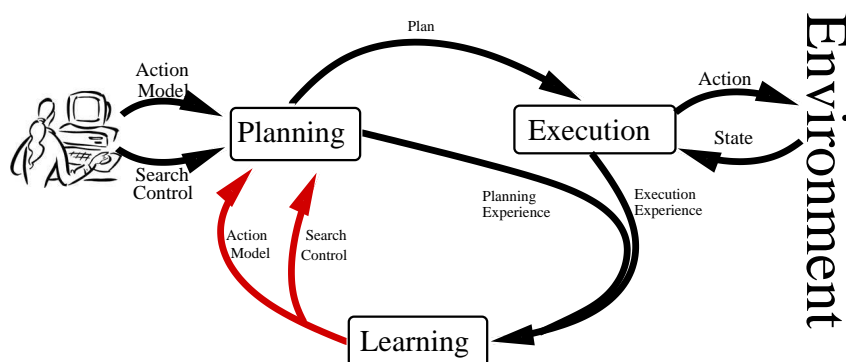 Plan
Action
Model
Action
Planning
Execution
State
Search
Control
Planning
Experience
Execution
Experience
Action
Model
Search
Control
Learning
Environment